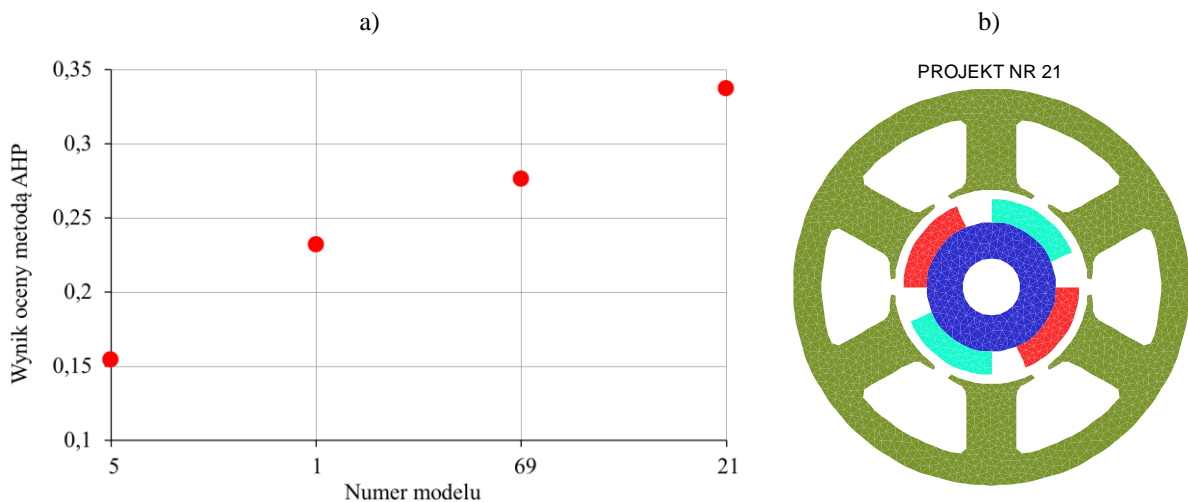 a)
b)
PROJEKT NR 21
Wynik oceny metodą AHP
0,35
0,3
0,25
0,2
0,15
0,1
5
1
69
21
Numer modelu